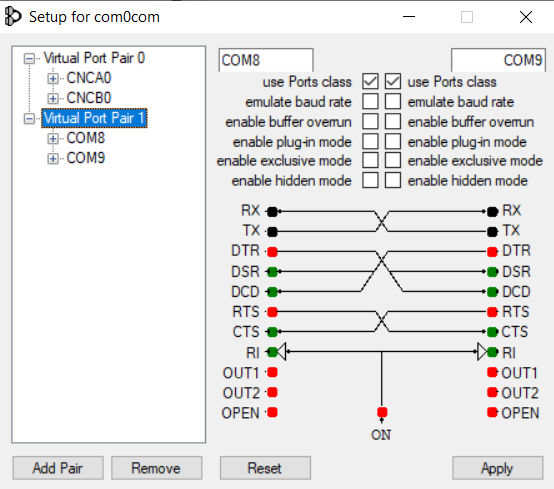 Setup for com0com
Virtual Port Pair 0
CNCA0
CNCB0
Virtual Port Pair 1
COM8
COM9
COM8 COM9
use Ports class use Ports class
emulate baud rate emulate baud rate
enable buffer overrun enable buffer overrun
enable plug-in mode enable plug-in mode
enable exclusive mode enable exclusive mode
enable hidden mode enable hidden mode
RX RX
TX TX
DTR DTR
DSR DSR
DCD DCD
RTS RTS
CTS CTS
RI RI
OUT1 OUT1
OUT2 OUT2
OPEN OPEN
ON
Add Pair Remove Reset Apply